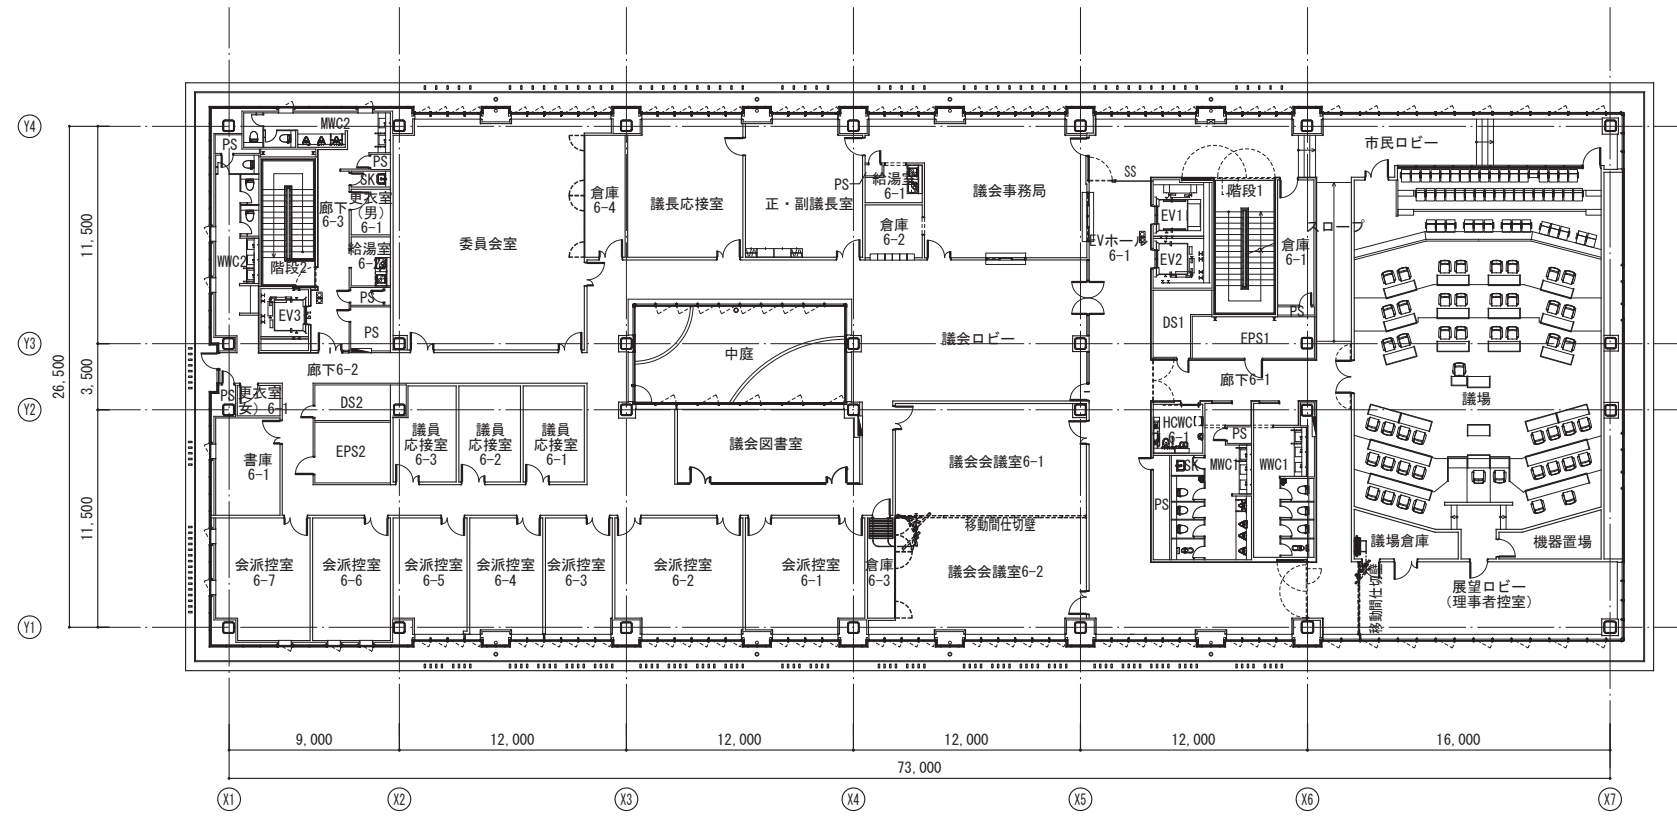 Y4
MWC2
市民ロビー
PS
PS
SK
更衣室
(男)
6-1
廊下
6-3
給湯室
6-2
階段2
WWC2
PS
EV3
PS
委員会室
倉庫
6-4
議長応接室
正・副議長室
PS
給湯室
6-1
倉庫
6-2
議会事務局
SS
EVホール
6-1
EV1
EV2
階段1
倉庫
6-1
スロープ
PS
DS1
EPS1
11,500
Y3
中庭
議会ロビー
26,500
3,500
廊下6-2
廊下6-1
PS
更衣室
女) 6-1
DS2
Y2
議場
書庫
6-1
EPS2
議員
応接室
6-3
議員
応接室
6-2
議員
応接室
6-1
議会図書室
議会会議室
6-1
HCWC
6-1
PS
SK
MWC1
WWC1
PS
11,500
移動間仕切壁
会派控室
6-7
会派控室
6-6
会派控室
6-5
会派控室
6-4
会派控室
6-3
会派控室
6-2
会派控室
6-1
倉庫
6-3
議会会議室6-2
議場倉庫
機器置場
展望ロビー
(理事者控室)
移動間仕切壁
Y1
9,000
12,000
12,000
12,000
12,000
16,000
73,000
X1
X2
X3
X4
X5
X6
X7